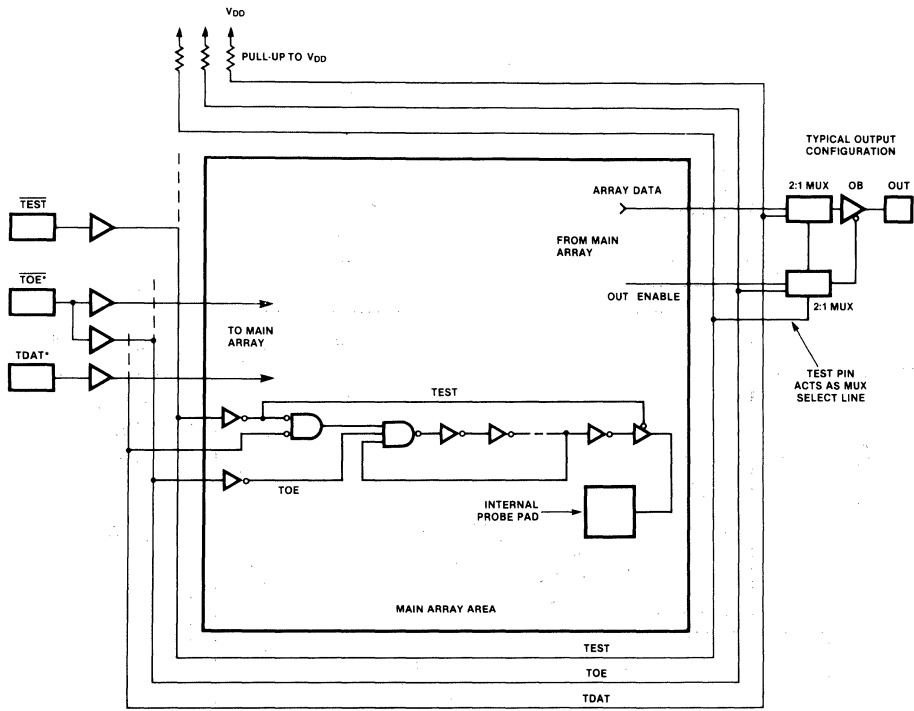 VDD
PULL-UP TO VDD
TYPICAL OUTPUT
CONFIGURATION
2:1 MUX
OB
OUT
ARRAY DATA
TEST
FROM MAIN
ARRAY
TOE*
OUT ENABLE
2:1 MUX
TO MAIN
ARRAY
TDAT*
TEST PIN
ACTS AS MUX
SELECT LINE
TEST
TOE
INTERNAL
PROBE PAD
MAIN ARRAY AREA
TEST
TOE
TDAT